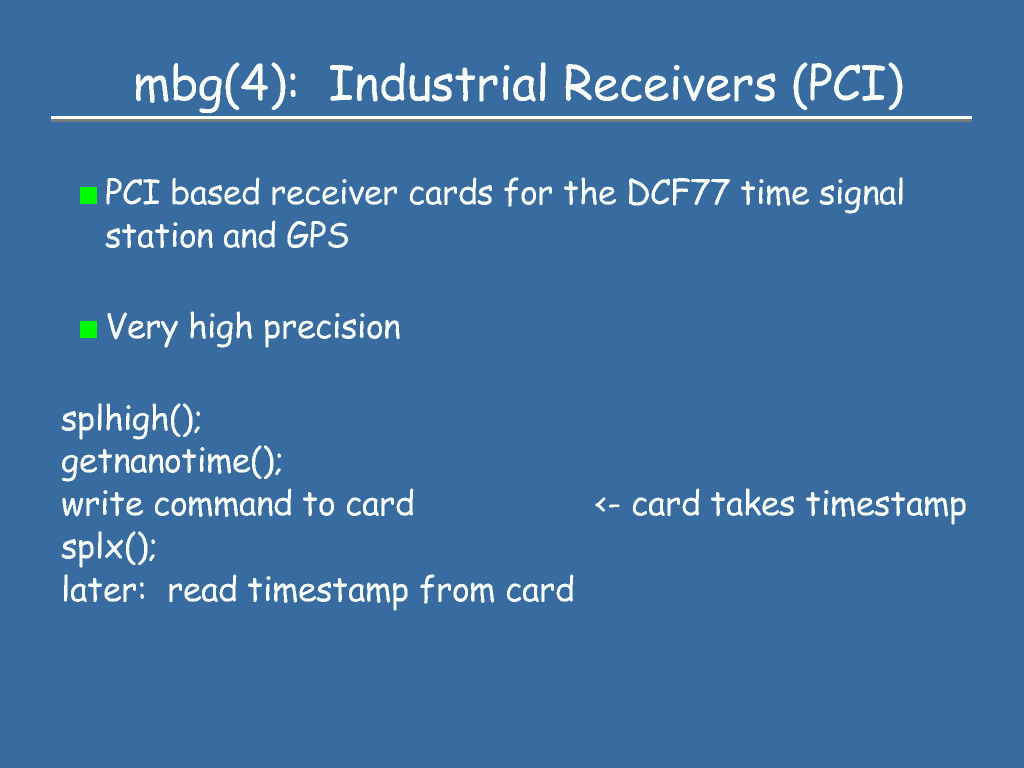 mbg(4):  Industrial Receivers (PCI)
PCI based receiver cards for the DCF77 time signal
station and GPS
Very high precision
splhigh();
getnanotime();
write command to card <- card takes timestamp
splx();
later:  read timestamp from card